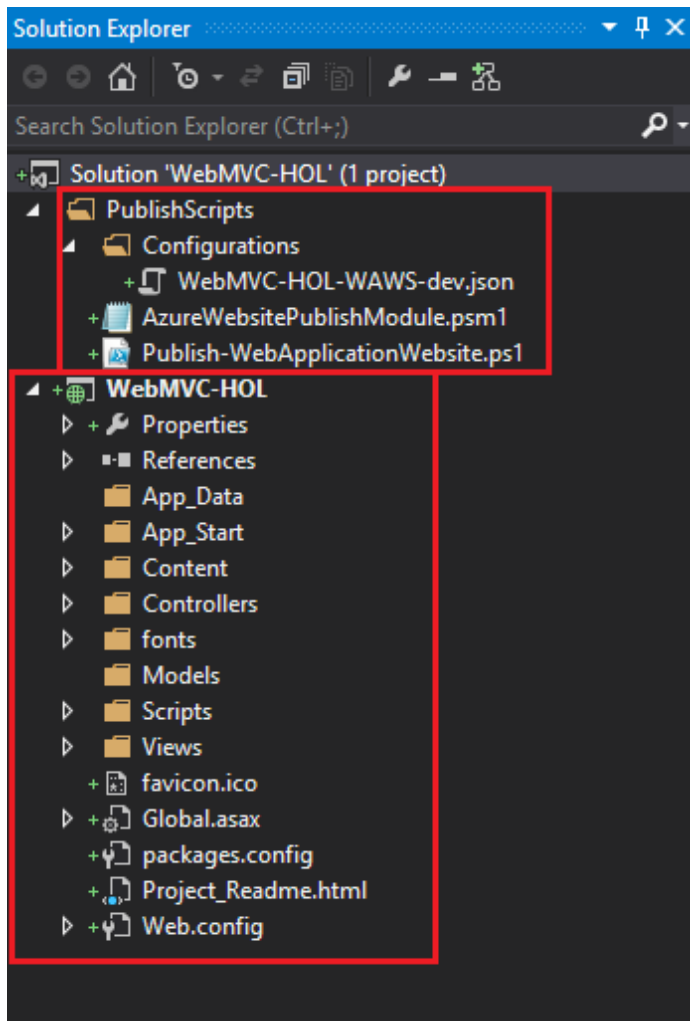 Solution Explorer
Search Solution Explorer (Ctrl+;)
Solution 'WebMVC-HOL' (1 project)
PublishScripts
Configurations
WebMVC-HOL-WAWS-dev.json
AzureWebsitePublishModule.psm1
Publish-WebApplicationWebsite.ps1
WebMVC-HOL
Properties
References
App_Data
App_Start
Content
Controllers
fonts
Models
Scripts
Views
favicon.ico
Global.asax
packages.config
Project_Readme.html
Web.config